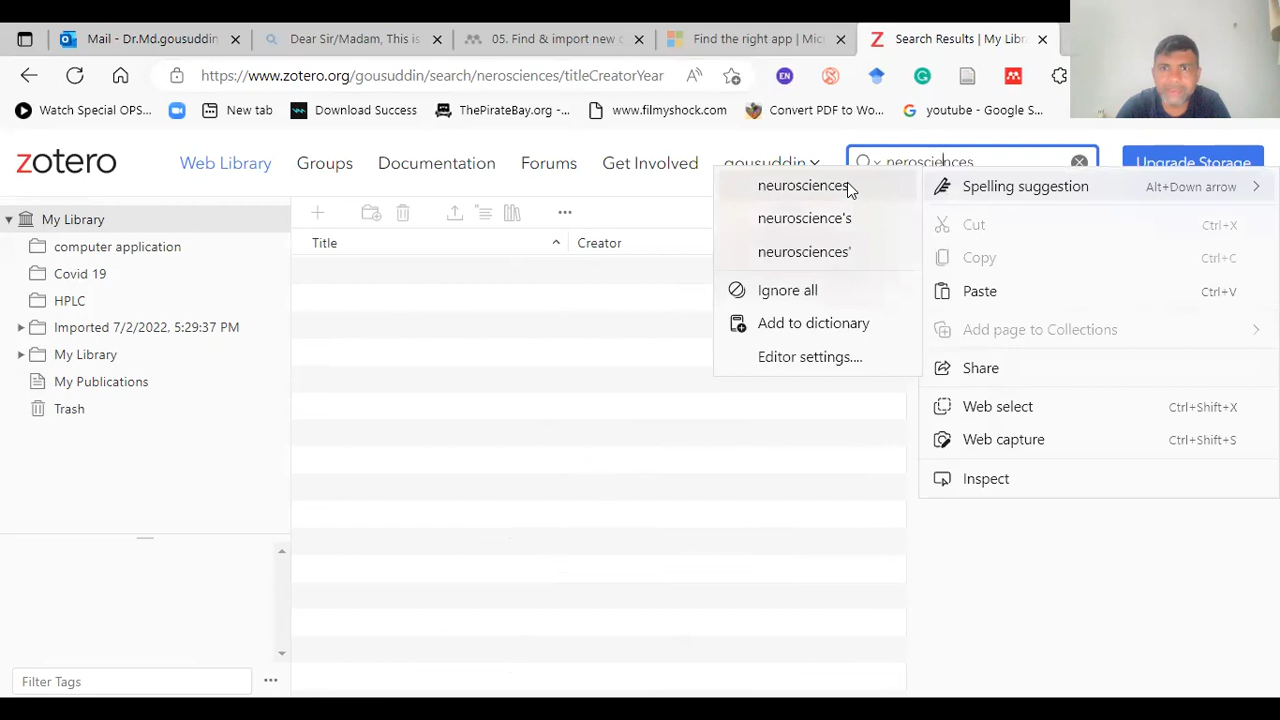 Mail - Dr.Md.gousuddin
Dear Sir/Madam, This is
05. Find & import new c
Find the right app | Micr
Search Results | My Libr
https://www.zotero.org/gousuddin/search/nerosciences/titleCreatorYear
EN
Watch Special OPS...
New tab
Download Success
ThePirateBay.org -...
www.filmyshock.com
Convert PDF to Wo...
youtube - Google S...
zotero
Web Library
Groups
Documentation
Forums
Get Involved
gousuddin
nerosciences
Upgrade Storage
My Library
computer application
Covid 19
HPLC
Imported 7/2/2022, 5:29:37 PM
My Library
My Publications
Trash
Filter Tags
Title
Creator
neurosciences
neuroscience's
neurosciences'
Ignore all
Add to dictionary
Editor settings....
Spelling suggestion Alt+Down arrow
Cut Ctrl+X
Copy Ctrl+C
Paste Ctrl+V
Add page to Collections
Share
Web select Ctrl+Shift+X
Web capture Ctrl+Shift+S
Inspect